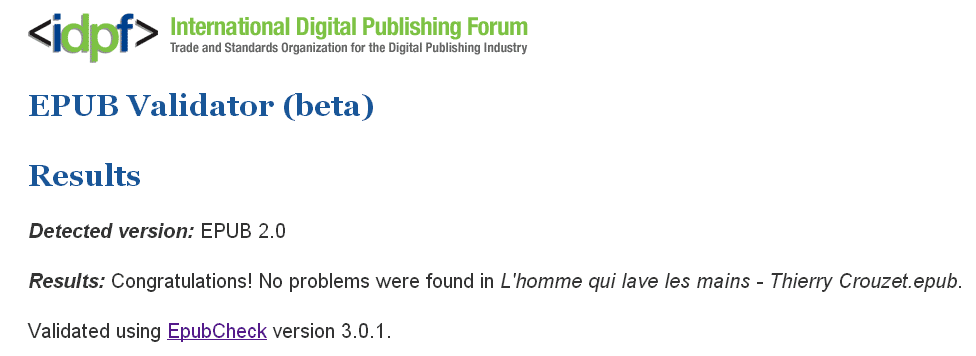 <idpf> International Digital Publishing Forum
Trade and Standards Organization for the Digital Publishing Industry
EPUB Validator (beta)
Results
Detected version: EPUB 2.0
Results: Congratulations! No problems were found in L'homme qui lave les mains - Thierry Crouzet.epub.
Validated using EpubCheck version 3.0.1.